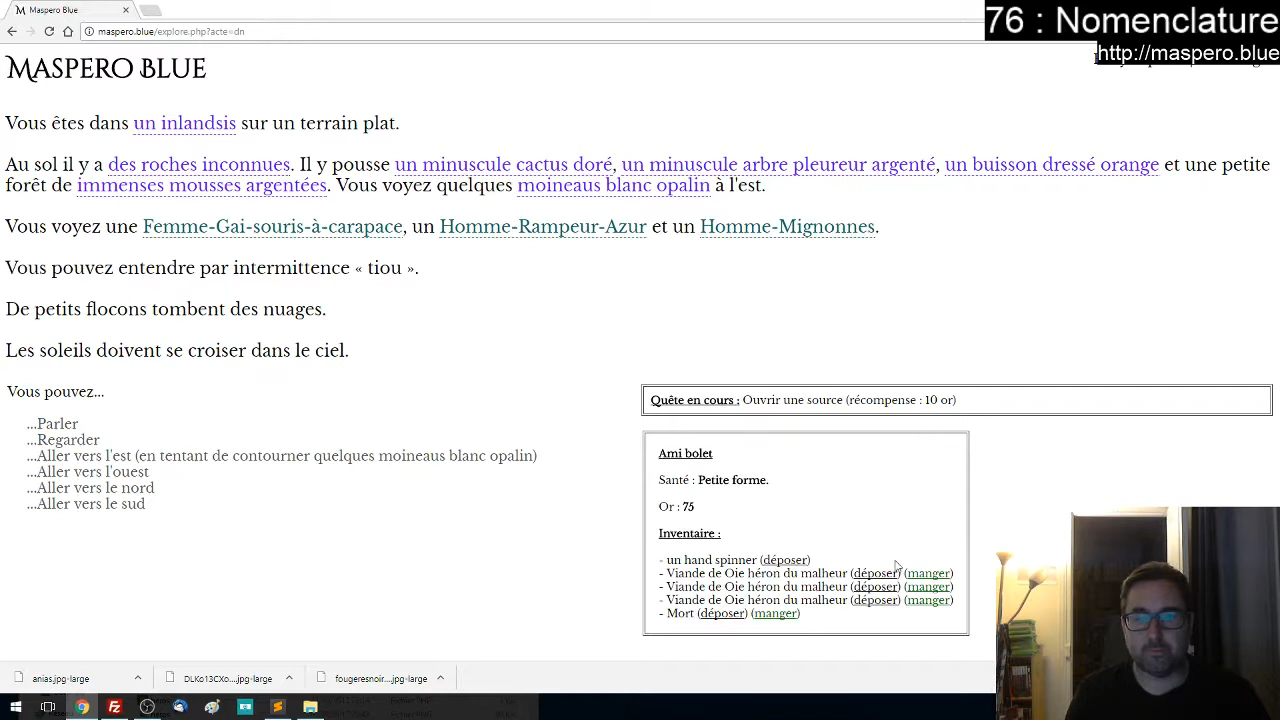 Maspero Blue
76 : Nomenclature
maspero.blue/explore.php?acte=dn
http://maspero.blue
MASPERO BLUE
Vous êtes dans un inlandsis sur un terrain plat.
Au sol il y a des roches inconnues. Il y pousse un minuscule cactus doré, un minuscule arbre pleureur argenté, un buisson dressé orange et une petite
forêt de immenses mousses argentées. Vous voyez quelques moineaus blanc opalin à l'est.
Vous voyez une Femme-Gai-souris-à-carapace, un Homme-Rampeur-Azur et un Homme-Mignonnes.
Vous pouvez entendre par intermittence « tiou ».
De petits flocons tombent des nuages.
Les soleils doivent se croiser dans le ciel.
Vous pouvez...
...Parler
...Regarder
...Aller vers l'est (en tentant de contourner quelques moineaus blanc opalin)
...Aller vers l'ouest
...Aller vers le nord
...Aller vers le sud
Quête en cours : Ouvrir une source (récompense : 10 or)
Ami bolet
Santé : Petite forme.
Or : 75
Inventaire :
- un hand spinner (déposer)
- Viande de Oie héron du malheur (déposer) (manger)
- Viande de Oie héron du malheur (déposer) (manger)
- Viande de Oie héron du malheur (déposer) (manger)
- Mort (déposer) (manger)
anias.jpg-large
DLKo13CXo....jpg-large
fougeresnoir....jpg-large